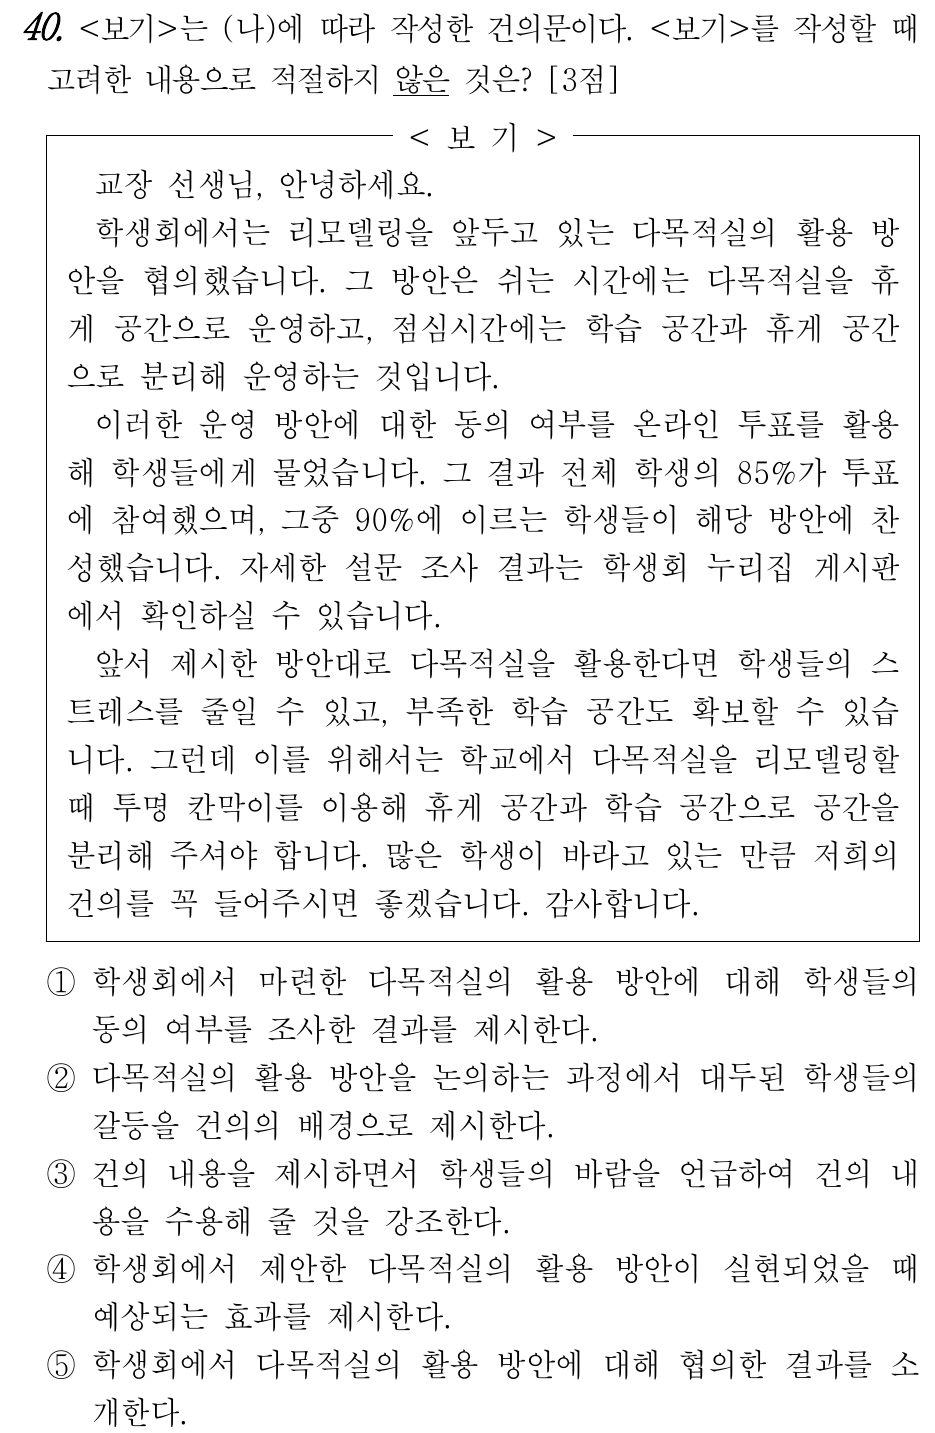 40. <보기>는 (나)에 따라 작성한 건의문이다. <보기>를 작성할 때
고려한 내용으로 적절하지 않은 것은? [3점]
< 보 기 >
교장 선생님, 안녕하세요.
학생회에서는 리모델링을 앞두고 있는 다목적실의 활용 방
안을 협의했습니다. 그 방안은 쉬는 시간에는 다목적실을 휴
게 공간으로 운영하고, 점심시간에는 학습 공간과 휴게 공간
으로 분리해 운영하는 것입니다.
이러한 운영 방안에 대한 동의 여부를 온라인 투표를 활용
해 학생들에게 물었습니다. 그 결과 전체 학생의 85%가 투표
에 참여했으며, 그중 90%에 이르는 학생들이 해당 방안에 찬
성했습니다. 자세한 설문 조사 결과는 학생회 누리집 게시판
에서 확인하실 수 있습니다.
앞서 제시한 방안대로 다목적실을 활용한다면 학생들의 스
트레스를 줄일 수 있고, 부족한 학습 공간도 확보할 수 있습
니다. 그런데 이를 위해서는 학교에서 다목적실을 리모델링할
때 투명 칸막이를 이용해 휴게 공간과 학습 공간으로 공간을
분리해 주셔야 합니다. 많은 학생이 바라고 있는 만큼 저희의
건의를 꼭 들어주시면 좋겠습니다. 감사합니다.
① 학생회에서 마련한 다목적실의 활용 방안에 대해 학생들의
동의 여부를 조사한 결과를 제시한다.
② 다목적실의 활용 방안을 논의하는 과정에서 대두된 학생들의
갈등을 건의의 배경으로 제시한다.
③ 건의 내용을 제시하면서 학생들의 바람을 언급하여 건의 내
용을 수용해 줄 것을 강조한다.
④ 학생회에서 제안한 다목적실의 활용 방안이 실현되었을 때
예상되는 효과를 제시한다.
⑤ 학생회에서 다목적실의 활용 방안에 대해 협의한 결과를 소
개한다.